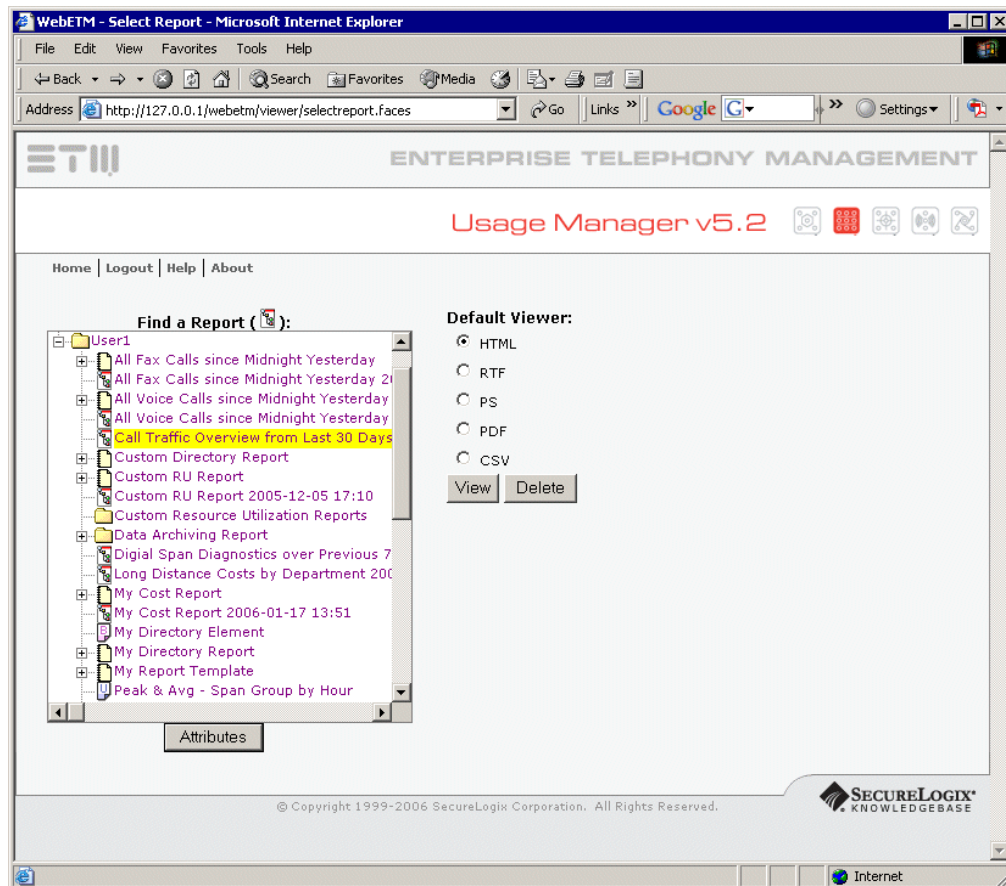 WebETM - Select Report - Microsoft Internet Explorer
File Edit View Favorites Tools Help
Back Search Favorites Media
Address http://127.0.0.1/webetm/viewer/selectreport.faces Go Links » Google G » Settings
ETM ENTERPRISE TELEPHONY MANAGEMENT
Usage Manager v5.2
Home | Logout | Help | About
Find a Report ( ):
User1
All Fax Calls since Midnight Yesterday
All Fax Calls since Midnight Yesterday 20
All Voice Calls since Midnight Yesterday
All Voice Calls since Midnight Yesterday
Call Traffic Overview from Last 30 Days
Custom Directory Report
Custom RU Report
Custom RU Report 2005-12-05 17:10
Custom Resource Utilization Reports
Data Archiving Report
Digial Span Diagnostics over Previous 7
Long Distance Costs by Department 200
My Cost Report
My Cost Report 2006-01-17 13:51
B My Directory Element
My Directory Report
My Report Template
U Peak & Avg - Span Group by Hour
Attributes
Default Viewer:
HTML
RTF
PS
PDF
CSV
View Delete
© Copyright 1999-2006 SecureLogix Corporation. All Rights Reserved.
SECURELOGIX
KNOWLEDGEBASE
Internet